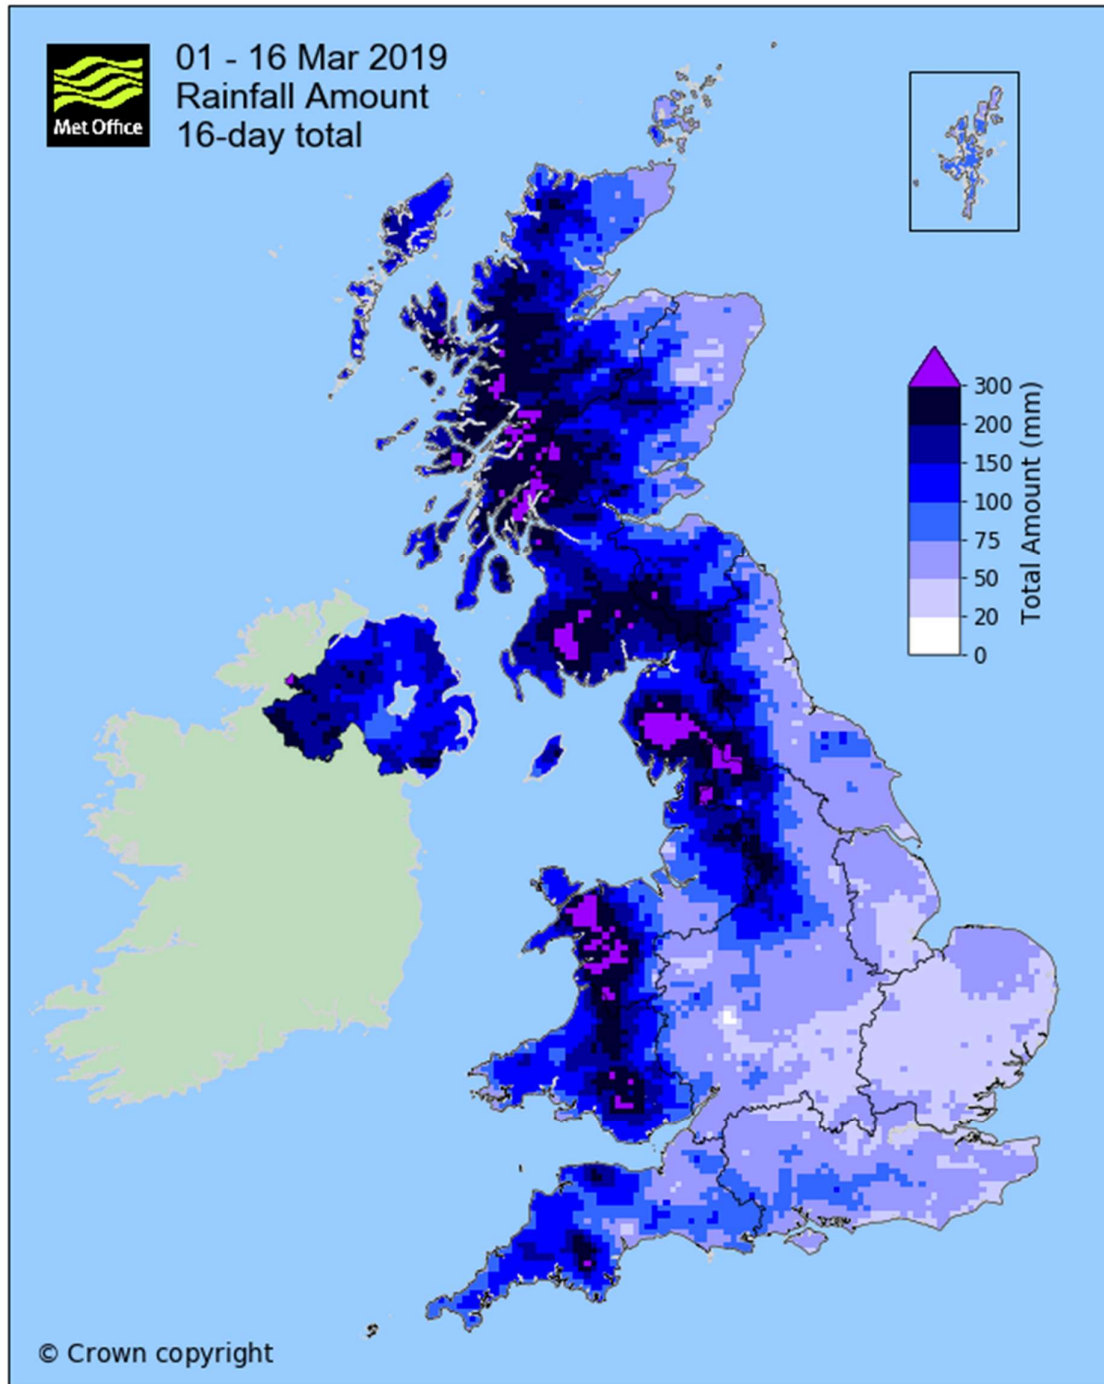 01 - 16 Mar 2019
Rainfall Amount
16-day total
Met Office
300
200
150
100
75
50
20
0
Total Amount (mm)
© Crown copyright